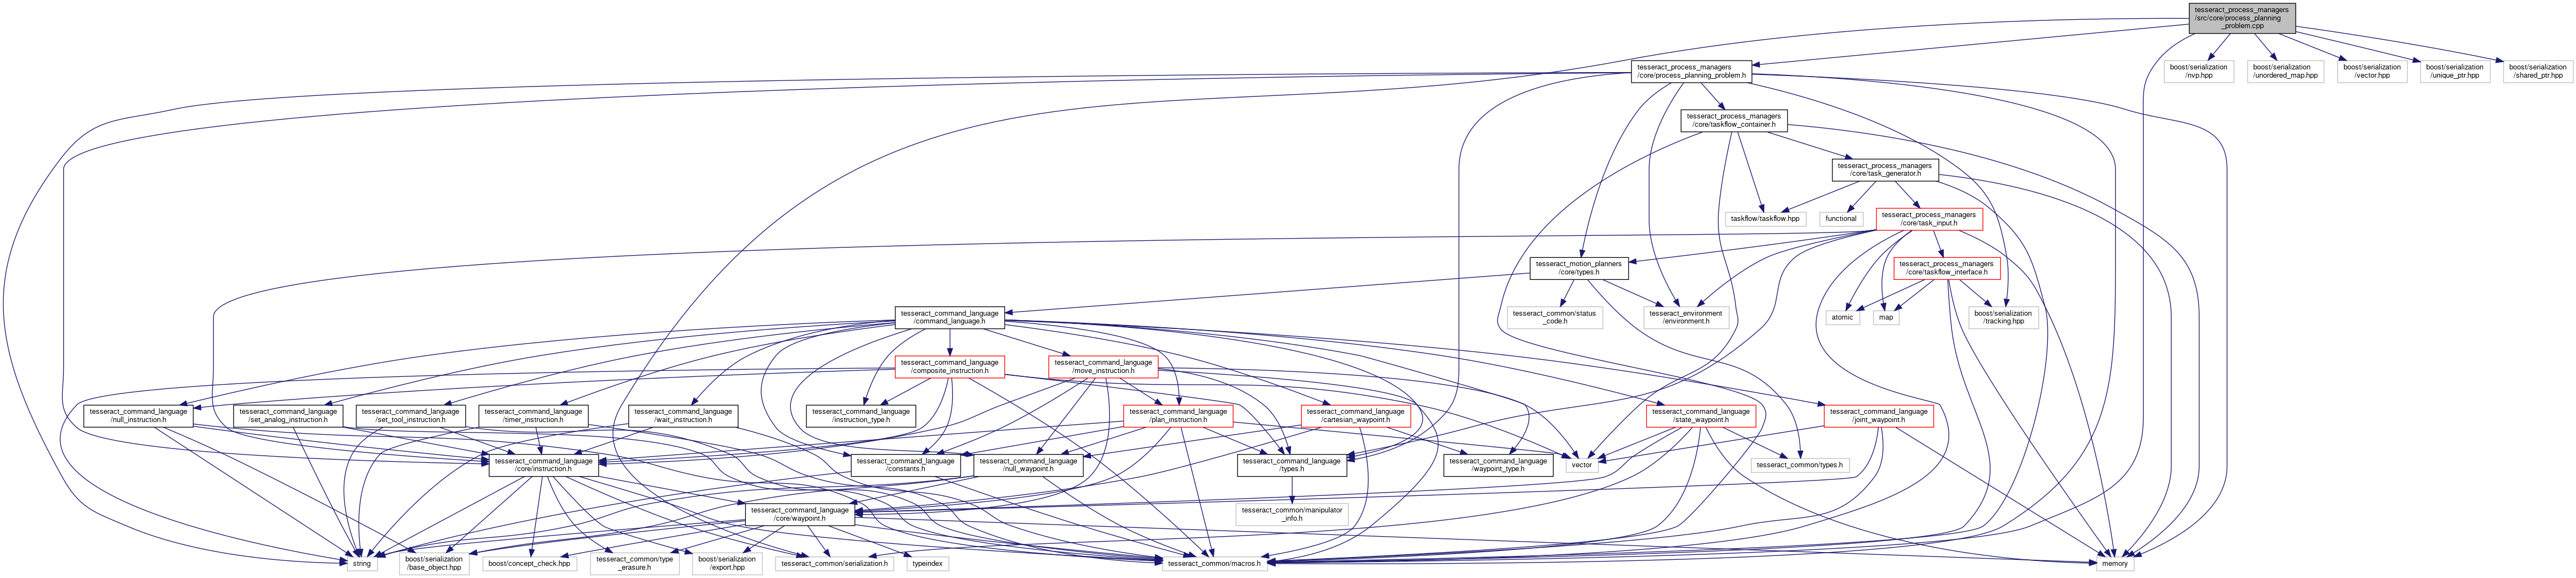 tesseract_process_managers
/src/core/process_planning
_problem.cpp
tesseract_process_managers
/core/process_planning_problem.h
boost/serialization
/nvp.hpp
boost/serialization
/unordered_map.hpp
boost/serialization
/vector.hpp
boost/serialization
/unique_ptr.hpp
boost/serialization
/shared_ptr.hpp
tesseract_process_managers
/core/taskflow_container.h
tesseract_process_managers
/core/task_generator.h
taskflow/taskflow.hpp
functional
tesseract_process_managers
/core/task_input.h
tesseract_motion_planners
/core/types.h
tesseract_process_managers
/core/taskflow_interface.h
tesseract_command_language
/command_language.h
tesseract_common/status
_code.h
tesseract_environment
/environment.h
atomic
map
boost/serialization
/tracking.hpp
tesseract_command_language
/composite_instruction.h
tesseract_command_language
/move_instruction.h
tesseract_command_language
/null_instruction.h
tesseract_command_language
/set_analog_instruction.h
tesseract_command_language
/set_tool_instruction.h
tesseract_command_language
/timer_instruction.h
tesseract_command_language
/wait_instruction.h
tesseract_command_language
/instruction_type.h
tesseract_command_language
/plan_instruction.h
tesseract_command_language
/cartesian_waypoint.h
tesseract_command_language
/state_waypoint.h
tesseract_command_language
/joint_waypoint.h
tesseract_command_language
/core/instruction.h
tesseract_command_language
/constants.h
tesseract_command_language
/null_waypoint.h
tesseract_command_language
/types.h
tesseract_command_language
/waypoint_type.h
vector
tesseract_common/types.h
tesseract_command_language
/core/waypoint.h
tesseract_common/manipulator
_info.h
string
boost/serialization
/base_object.hpp
boost/concept_check.hpp
tesseract_common/type
_erasure.h
boost/serialization
/export.hpp
tesseract_common/serialization.h
typeindex
tesseract_common/macros.h
memory